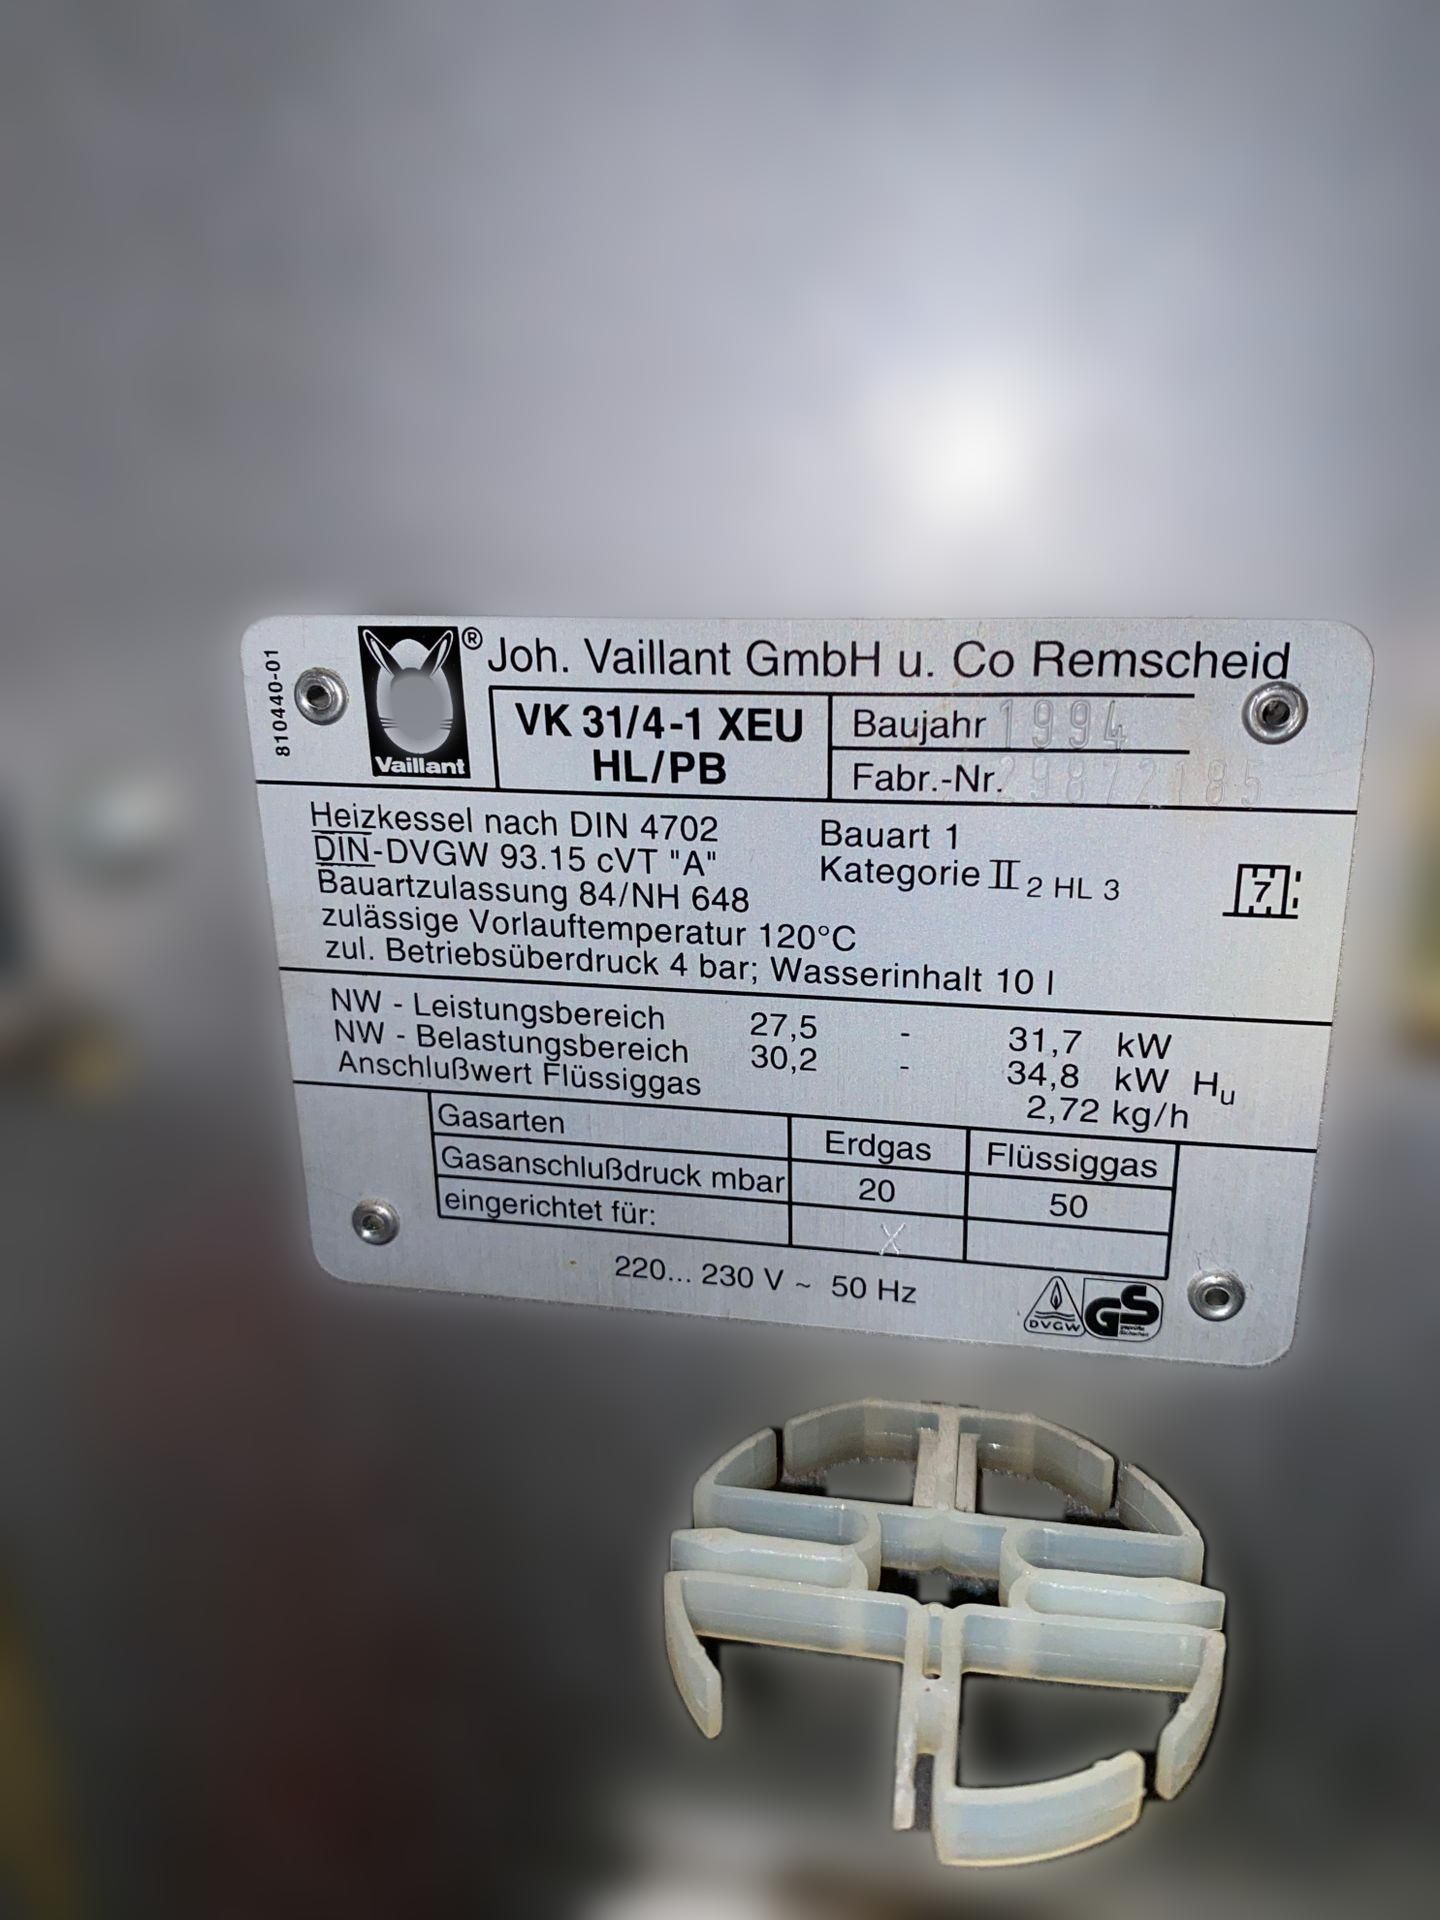 810440-01
Vaillant
® Joh. Vaillant GmbH u. Co Remscheid
VK 31/4-1 XEU
HL/PB
Baujahr 1994
Fabr.-Nr. 29872185
Heizkessel nach DIN 4702
DIN-DVGW 93.15 cVT "A"
Bauartzulassung 84/NH 648
zulässige Vorlauftemperatur 120°C
zul. Betriebsüberdruck 4 bar; Wasserinhalt 10 l
Bauart 1
Kategorie II 2 HL 3
7
NW - Leistungsbereich 27,5 - 31,7 kW
NW - Belastungsbereich 30,2 - 34,8 kW Hu
Anschlußwert Flüssiggas 2,72 kg/h
Gasarten Erdgas Flüssiggas
Gasanschlußdruck mbar 20 50
eingerichtet für: X
220... 230 V ~ 50 Hz
DVGW
GS